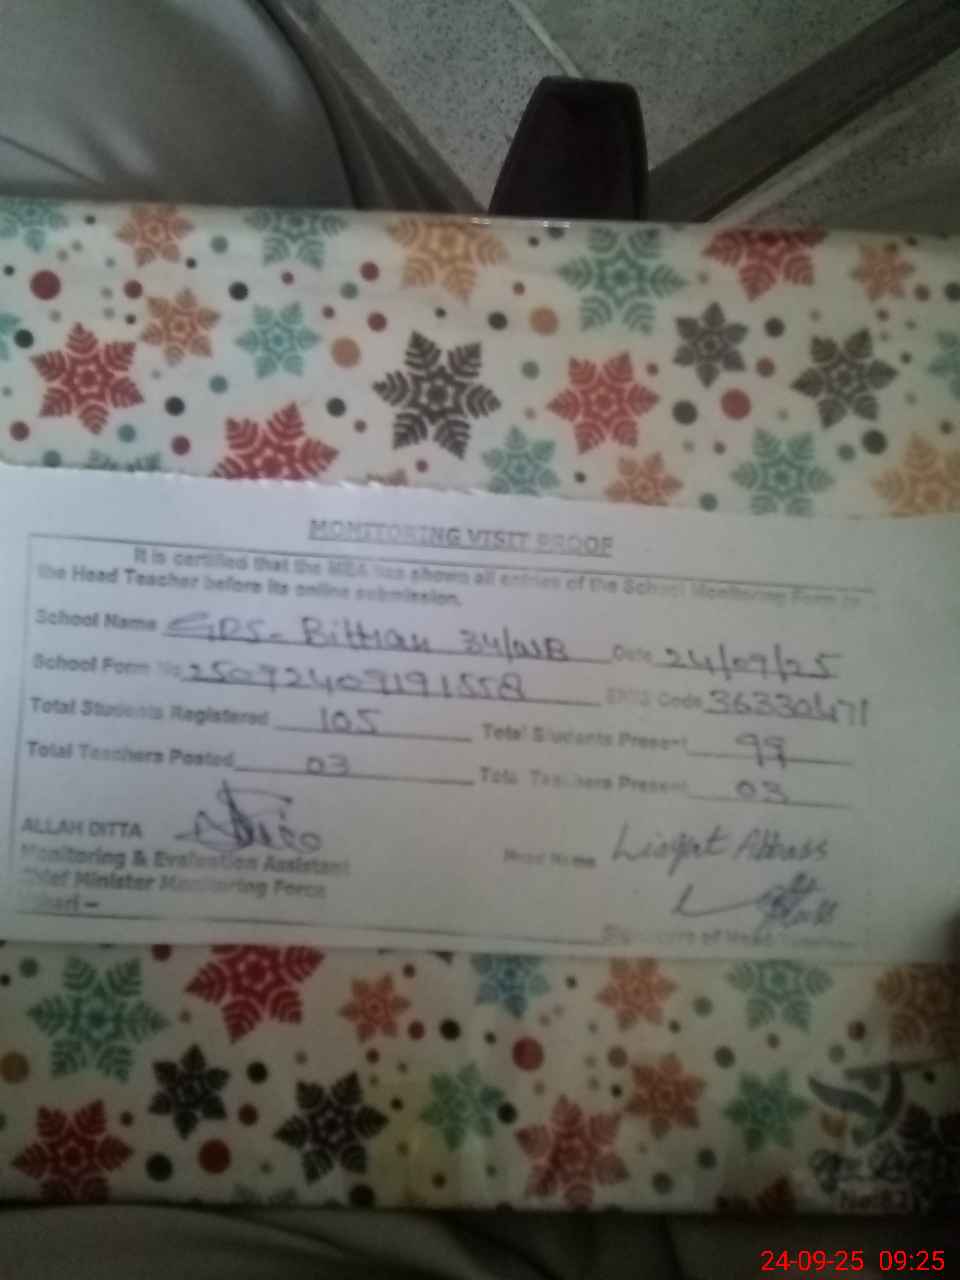 MONITORING VISIT PROOF
It is certified that the MEA has shown all entries of the School Monitoring Form to
the Head Teacher before its online submission.
School Name GPS- Bittian 34/ Date 24/09/25
School Form No 25092409191558 Code 36330471
Total Students Registered 105 Total Students Present 99
Total Teachers Posted 03 Total Teachers Present 03
ALLAH DITTA
Monitoring & Evaluation Assistant
Head Name Liaqat Abbass
Chief Minister Monitoring Force
Signature of Head
24-09-25 09:25